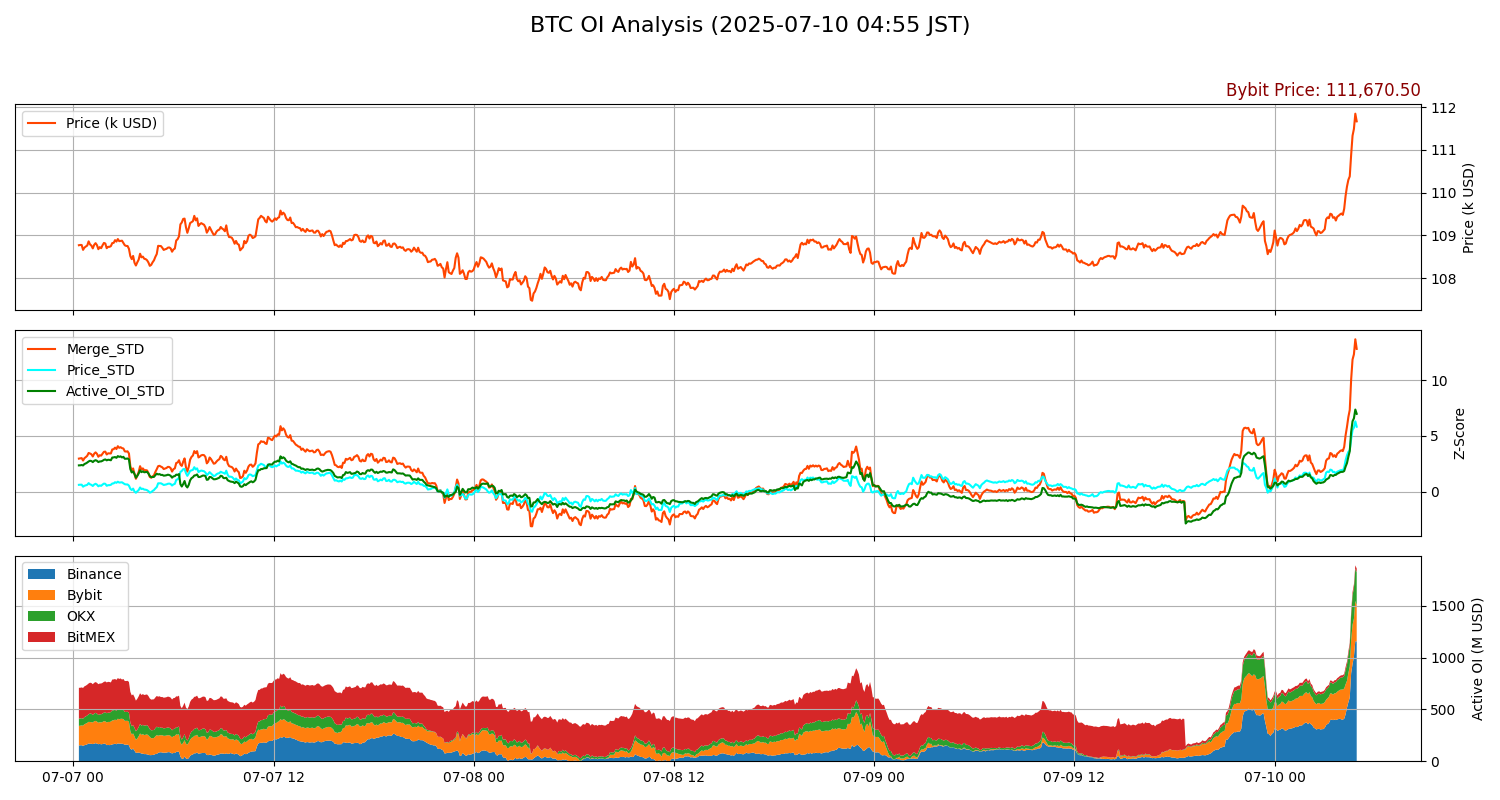 BTC OI Analysis (2025-07-10 04:55 JST)
Bybit Price: 111,670.50
Price (k USD)
112
111
110
109
108
Price (k USD)
Merge_STD
Price_STD
Active_OI_STD
10
5
0
Z-Score
Binance
Bybit
OKX
BitMEX
1500
1000
500
0
Active OI (M USD)
07-07 00
07-07 12
07-08 00
07-08 12
07-09 00
07-09 12
07-10 00